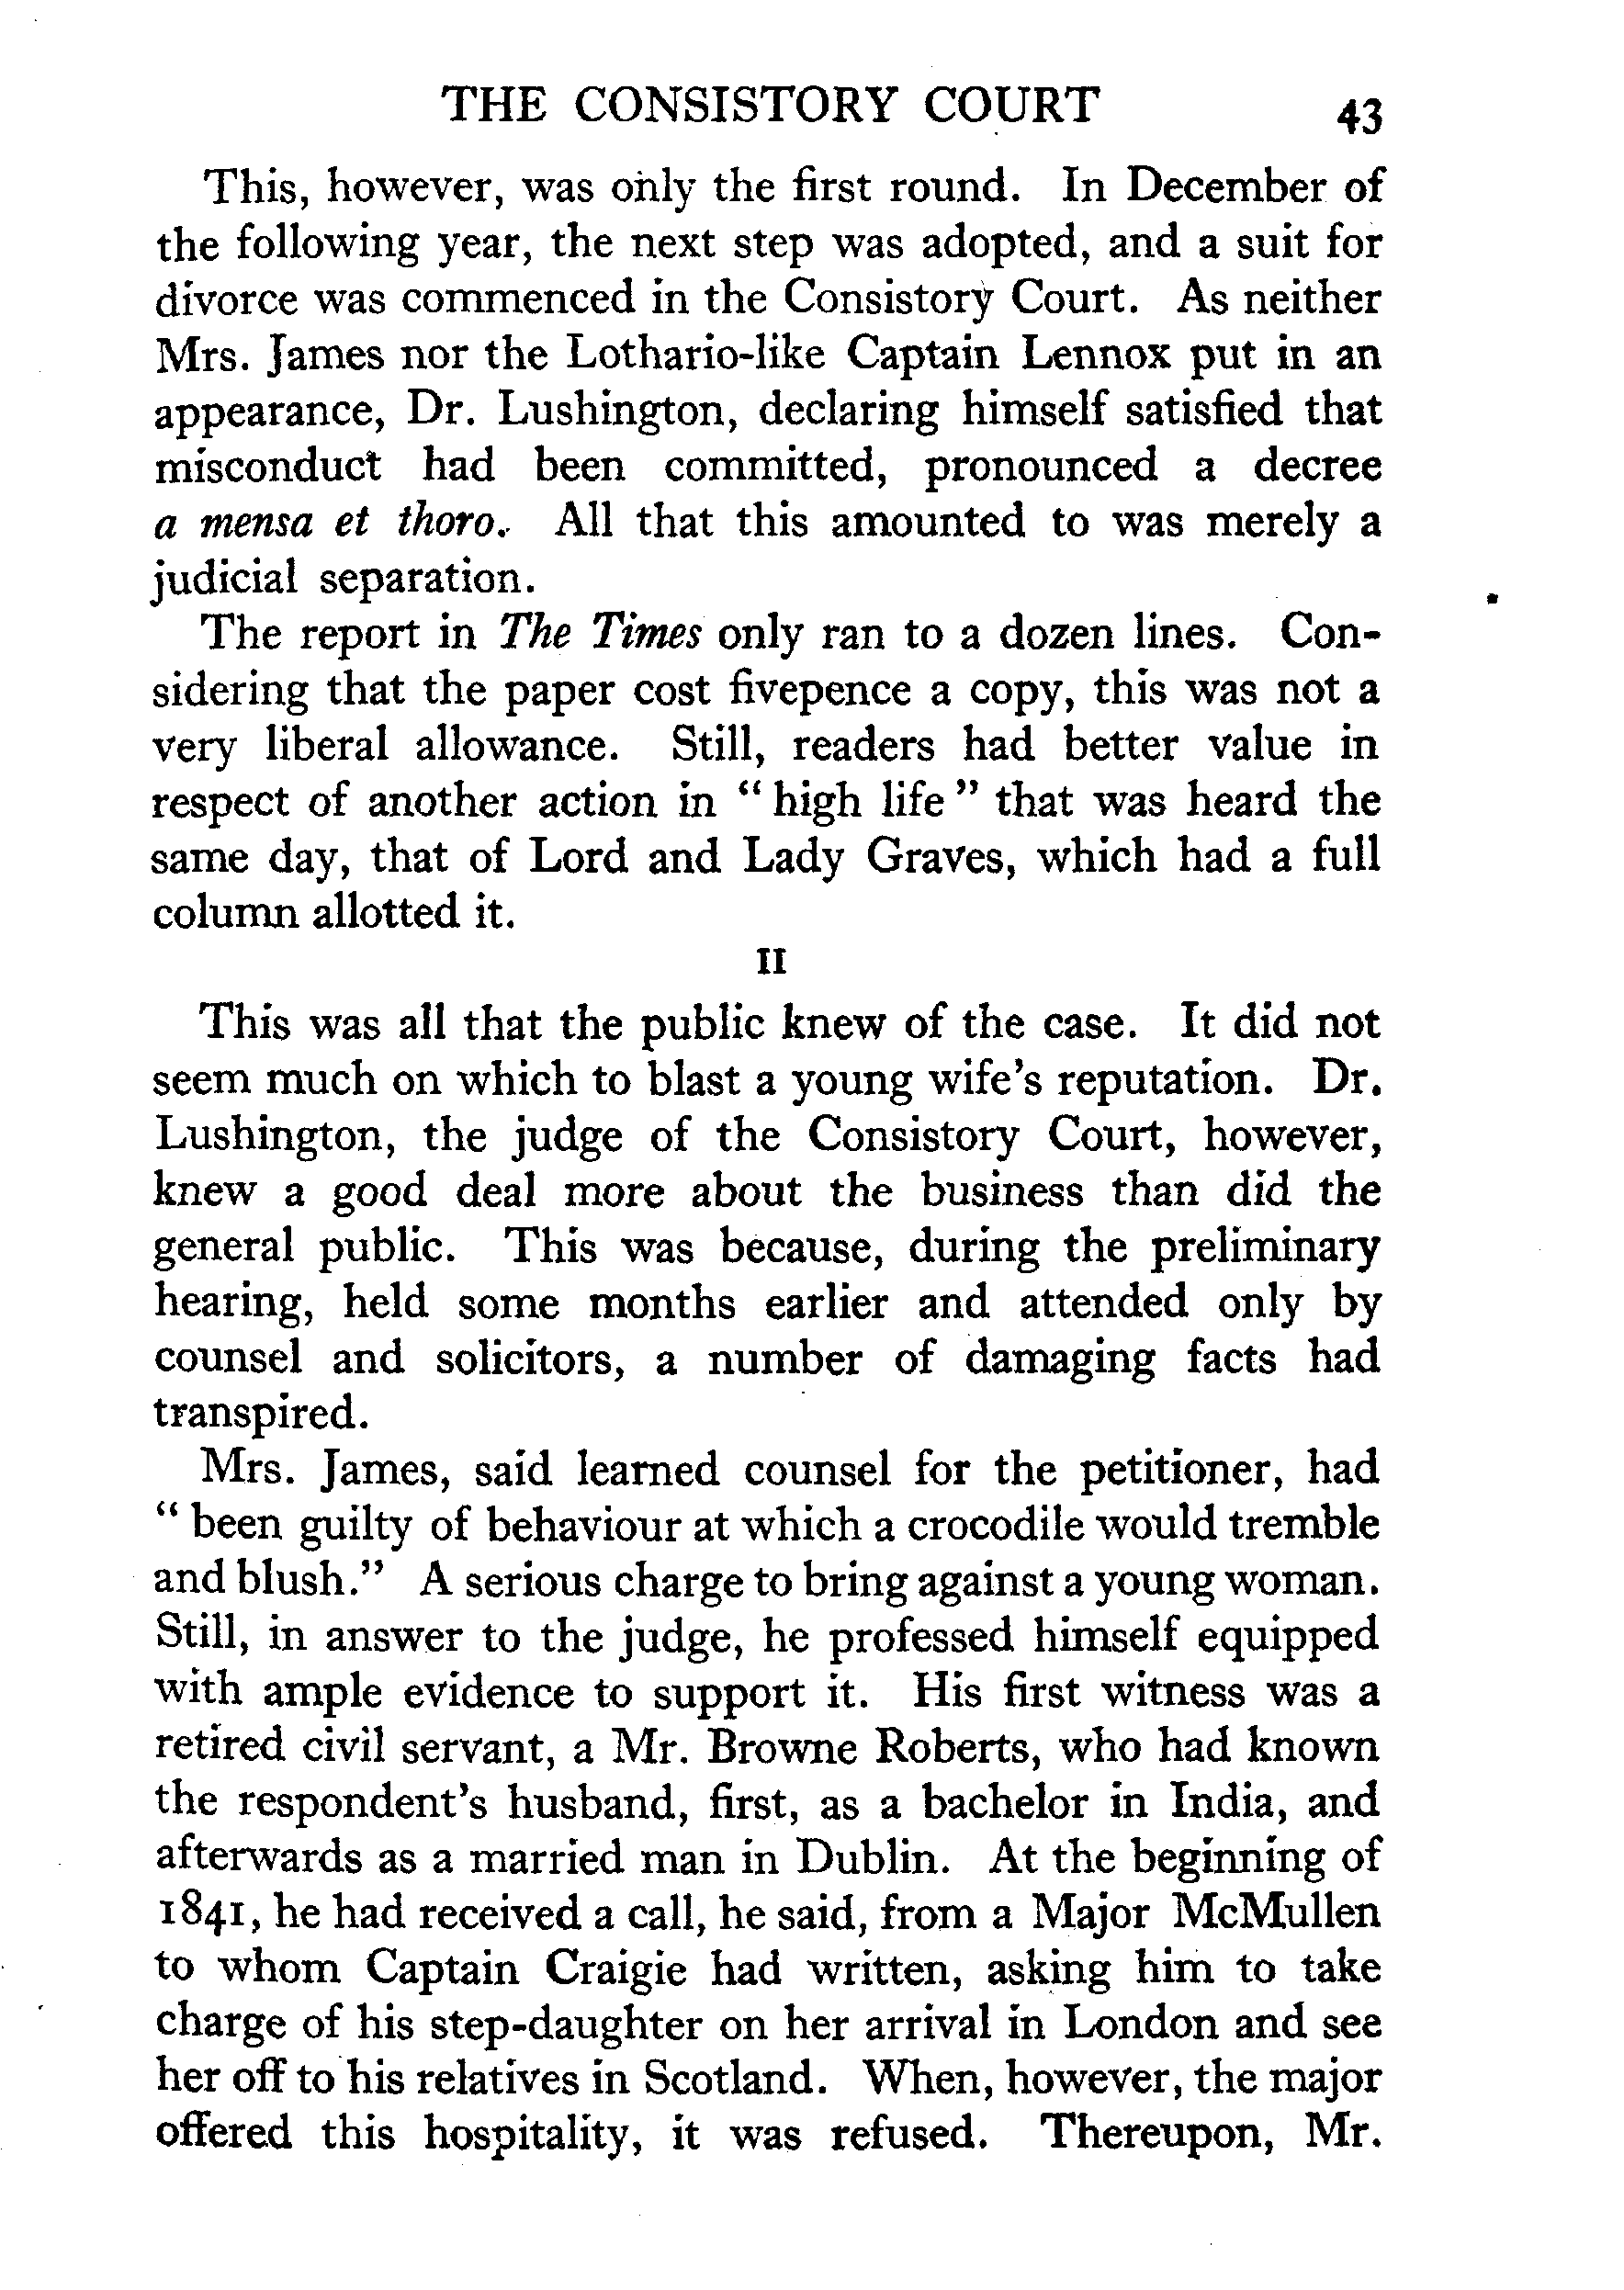 THE CONSISTORY COURT 43
This, however, was only the first round. In December of
the following year, the next step was adopted, and a suit for
divorce was commenced in the Consistory Court. As neither
Mrs. James nor the Lothario-like Captain Lennox put in an
appearance, Dr. Lushington, declaring himself satisfied that
misconduct had been committed, pronounced a decree
a mensa et thoro. All that this amounted to was merely a
judicial separation.
The report in The Times only ran to a dozen lines. Con-
sidering that the paper cost fivepence a copy, this was not a
very liberal allowance. Still, readers had better value in
respect of another action in “ high life ” that was heard the
same day, that of Lord and Lady Graves, which had a full
column allotted it.
II
This was all that the public knew of the case. It did not
seem much on which to blast a young wife's reputation. Dr.
Lushington, the judge of the Consistory Court, however,
knew a good deal more about the business than did the
general public. This was because, during the preliminary
hearing, held some months earlier and attended only by
counsel and solicitors, a number of damaging facts had
transpired.
Mrs. James, said learned counsel for the petitioner, had
“ been guilty of behaviour at which a crocodile would tremble
and blush.” A serious charge to bring against a young woman.
Still, in answer to the judge, he professed himself equipped
with ample evidence to support it. His first witness was a
retired civil servant, a Mr. Browne Roberts, who had known
the respondent's husband, first, as a bachelor in India, and
afterwards as a married man in Dublin. At the beginning of
1841, he had received a call, he said, from a Major McMullen
to whom Captain Craigie had written, asking him to take
charge of his step-daughter on her arrival in London and see
her off to his relatives in Scotland. When, however, the major
offered this hospitality, it was refused. Thereupon, Mr.